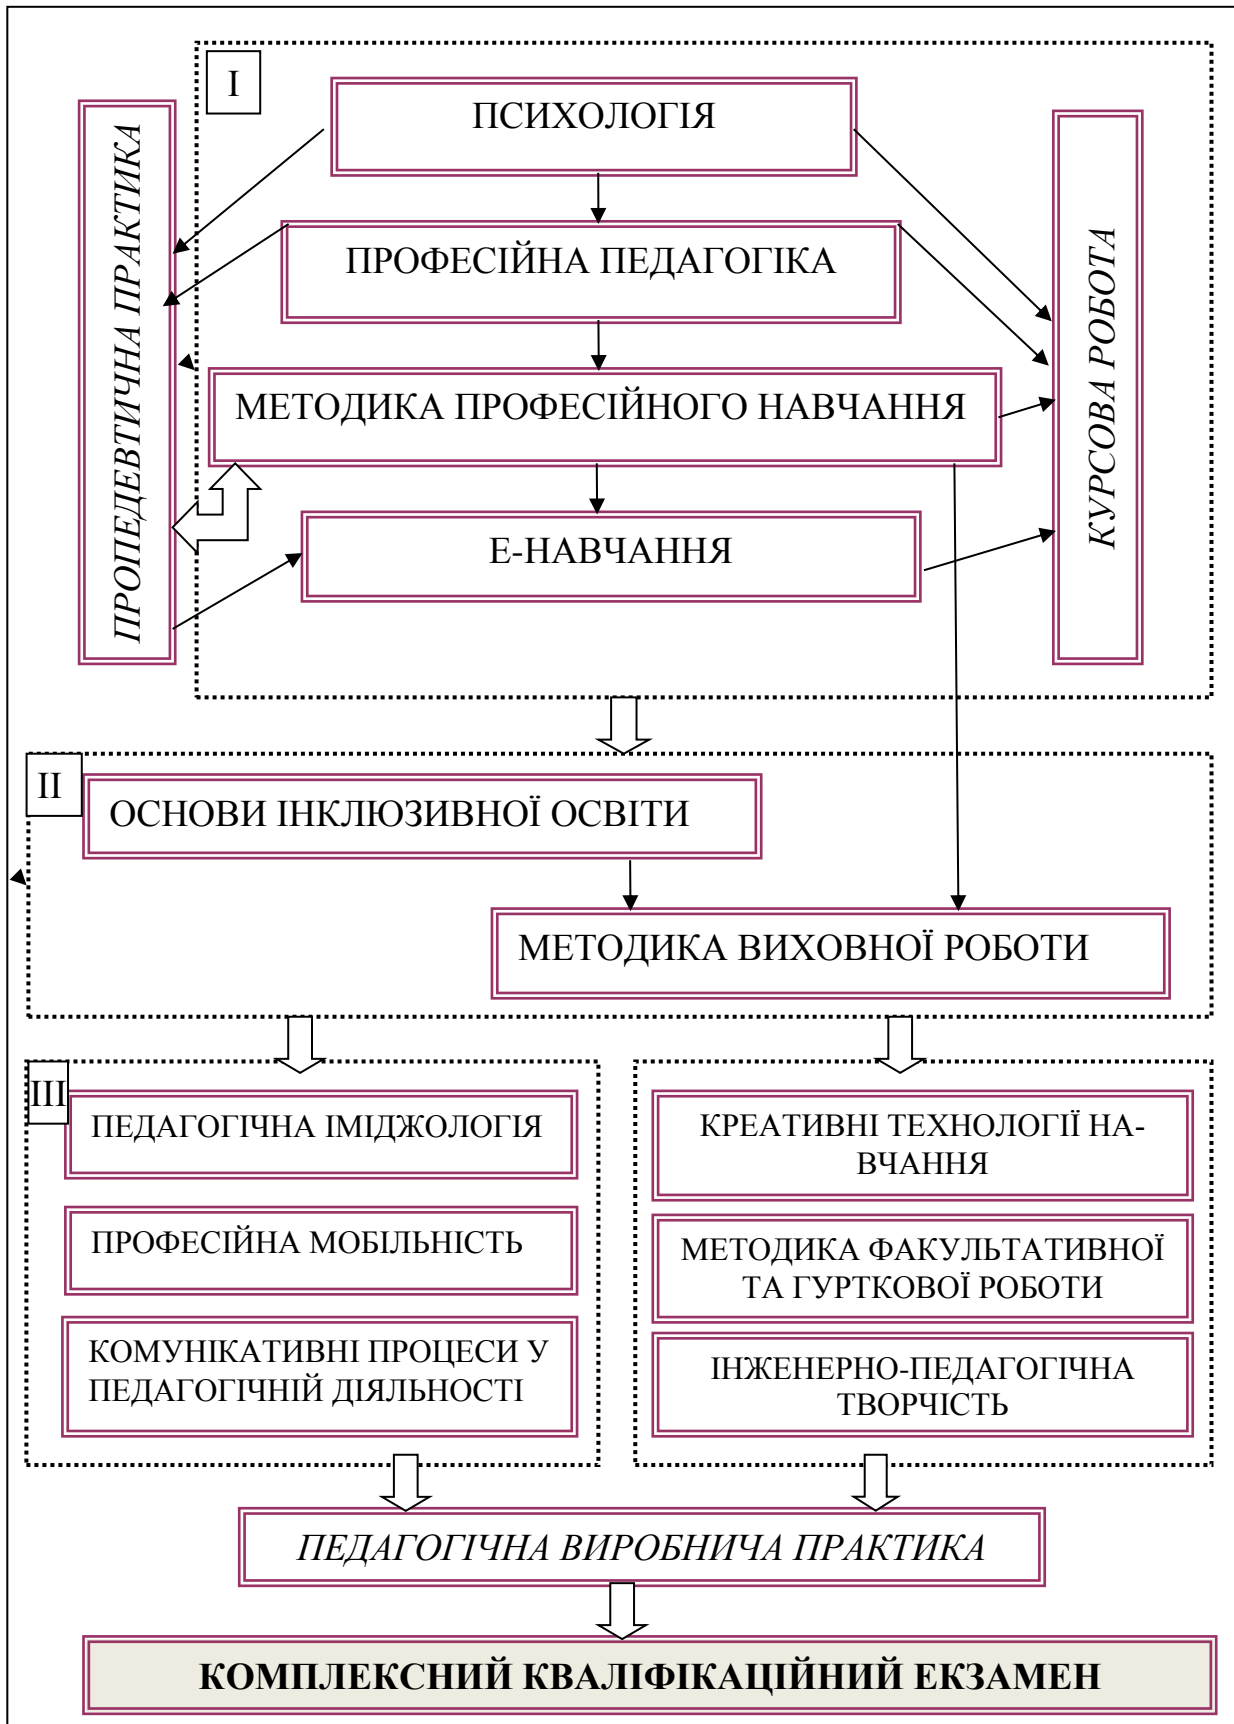 I
ПСИХОЛОГІЯ
ПРОПЕДЕВТИЧНА ПРАКТИКА
ПРОФЕСІЙНА ПЕДАГОГІКА
КУРСОВА РОБОТА
МЕТОДИКА ПРОФЕСІЙНОГО НАВЧАННЯ
Е-НАВЧАННЯ
II
ОСНОВИ ІНКЛЮЗИВНОЇ ОСВІТИ
МЕТОДИКА ВИХОВНОЇ РОБОТИ
III
ПЕДАГОГІЧНА ІМІДЖОЛОГІЯ
ПРОФЕСІЙНА МОБІЛЬНІСТЬ
КОМУНІКАТИВНІ ПРОЦЕСИ У
ПЕДАГОГІЧНІЙ ДІЯЛЬНОСТІ
КРЕАТИВНІ ТЕХНОЛОГІЇ НА-
ВЧАННЯ
МЕТОДИКА ФАКУЛЬТАТИВНОЇ
ТА ГУРТКОВОЇ РОБОТИ
ІНЖЕНЕРНО-ПЕДАГОГІЧНА
ТВОРЧІСТЬ
ПЕДАГОГІЧНА ВИРОБНИЧА ПРАКТИКА
КОМПЛЕКСНИЙ КВАЛІФІКАЦІЙНИЙ ЕКЗАМЕН